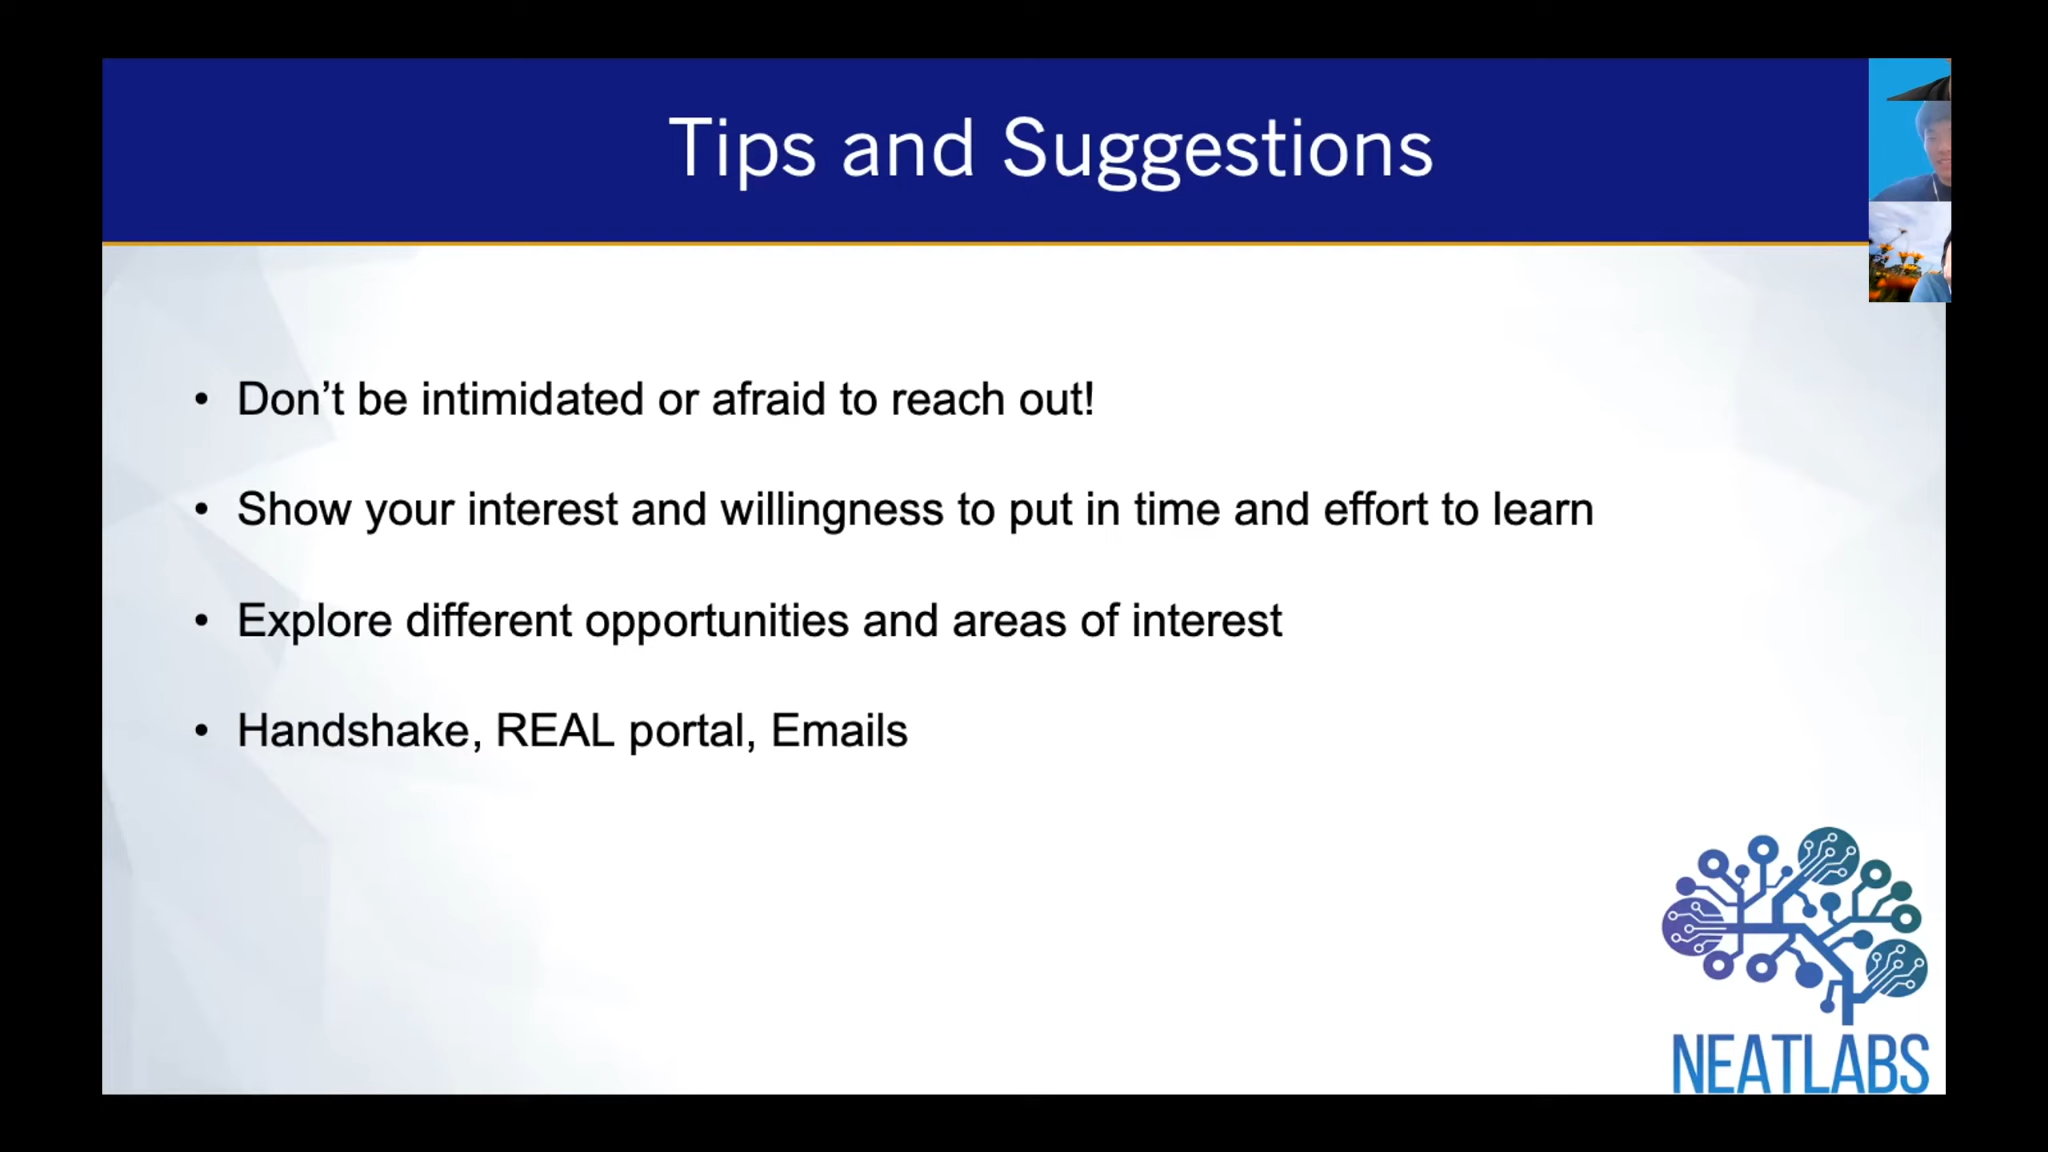 Tips and Suggestions
• Don’t be intimidated or afraid to reach out!
• Show your interest and willingness to put in time and effort to learn
• Explore different opportunities and areas of interest
• Handshake, REAL portal, Emails
NEATLABS